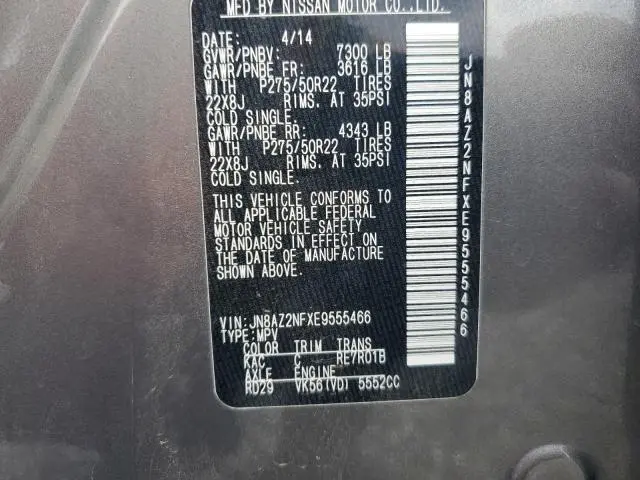 MFD BY NISSAN MOTOR CO.,LTD.
DATE: 4/14
GVWR/PNBV: 7300 LB
GAWR/PNBE FR: 3616 LB
WITH P275/50R22 TIRES
22X8J RIMS. AT 35PSI
COLD SINGLE.
GAWR/PNBE RR: 4343 LB
WITH P275/50R22 TIRES
22X8J RIMS. AT 35PSI
COLD SINGLE.
THIS VEHICLE CONFORMS TO
ALL APPLICABLE FEDERAL
MOTOR VEHICLE SAFETY
STANDARDS IN EFFECT ON
THE DATE OF MANUFACTURE
SHOWN ABOVE.
VIN: JN8AZ2NFXE9555466
TYPE: MPV
COLOR TRIM TRANS
KAC C RE7R01B
AXLE ENGINE
RD29 VK56(VD) 5552CC
JN8AZ2NFXE9555466